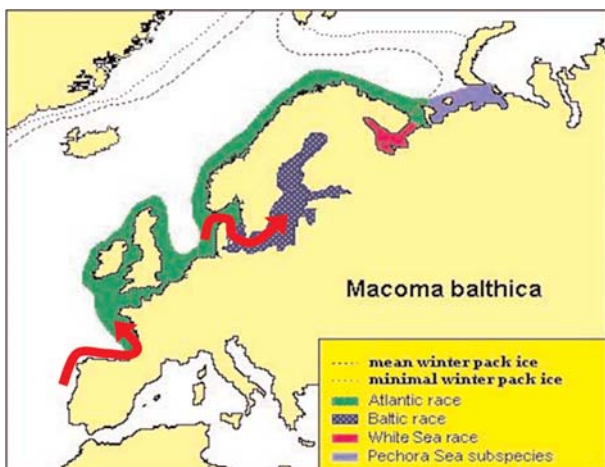 Macoma balthica
mean winter pack ice
minimal winter pack ice
Atlantic race
Baltic race
White Sea race
Pechora Sea subspecies